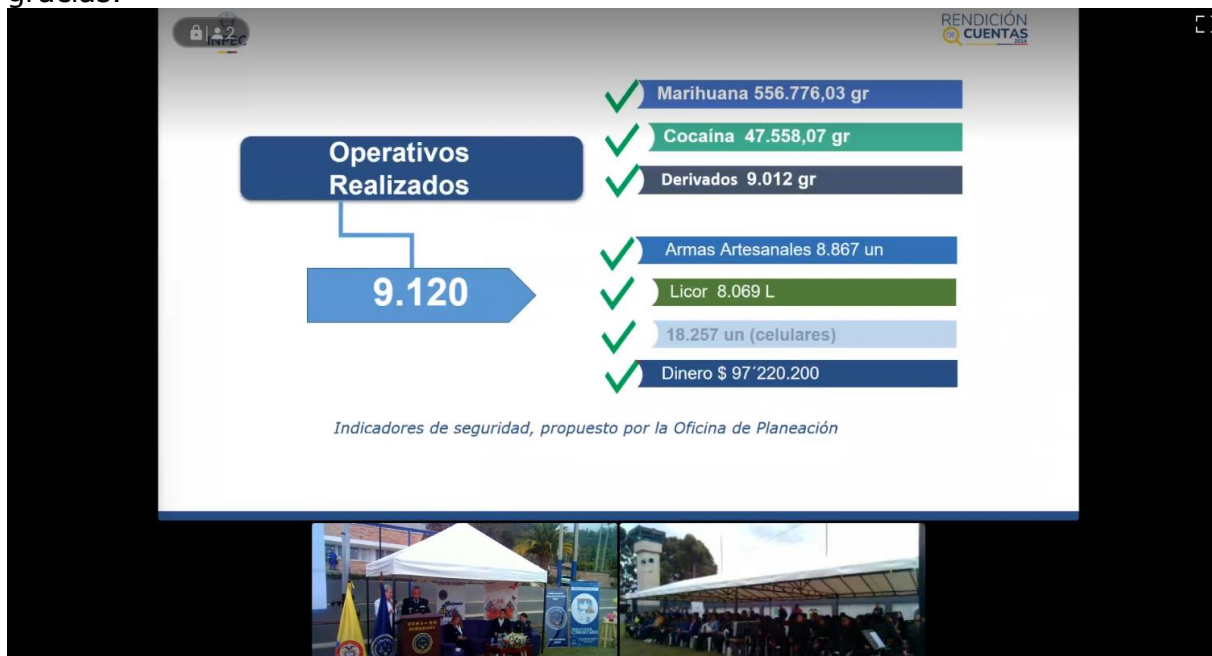 gracias.
2
INPEC
RENDICIÓN
DE CUENTAS
2024
Marihuana 556.776,03 gr
Cocaína 47.558,07 gr
Operativos
Realizados
Derivados 9.012 gr
Armas Artesanales 8.867 un
9.120
Licor 8.069 L
18.257 un (celulares)
Dinero $ 97´220.200
Indicadores de seguridad, propuesto por la Oficina de Planeación